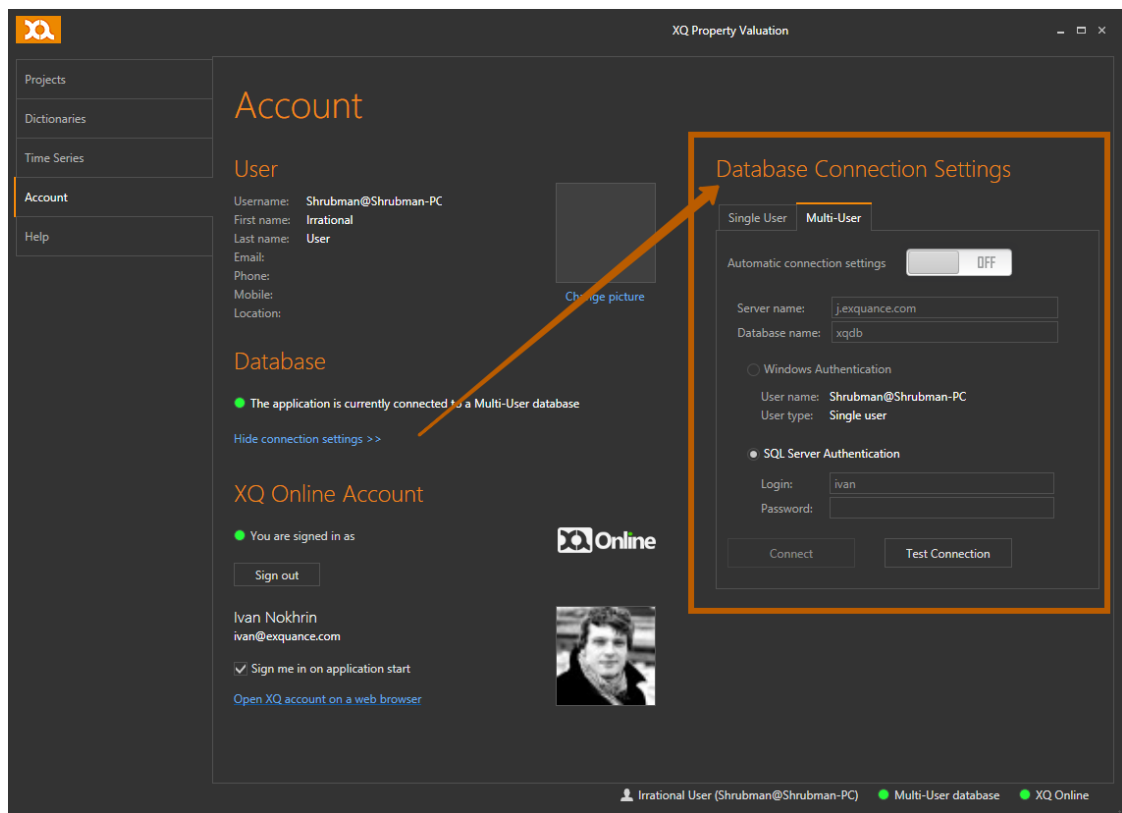 XQ Property Valuation
Projects
Dictionaries
Time Series
Account
Help
Account
User
Username: Shrubman@Shrubman-PC
First name: Irrational
Last name: User
Email:
Phone:
Mobile:
Location:
Change picture
Database
The application is currently connected to a Multi-User database
Hide connection settings >>
XQ Online Account
You are signed in as
XQ Online
Sign out
Ivan Nokhrin
ivan@exquance.com
Sign me in on application start
Open XQ account on a web browser
Database Connection Settings
Single User Multi-User
Automatic connection settings OFF
Server name: j.exquance.com
Database name: xqdb
Windows Authentication
User name: Shrubman@Shrubman-PC
User type: Single user
SQL Server Authentication
Login: ivan
Password:
Connect Test Connection
Irrational User (Shrubman@Shrubman-PC) Multi-User database XQ Online